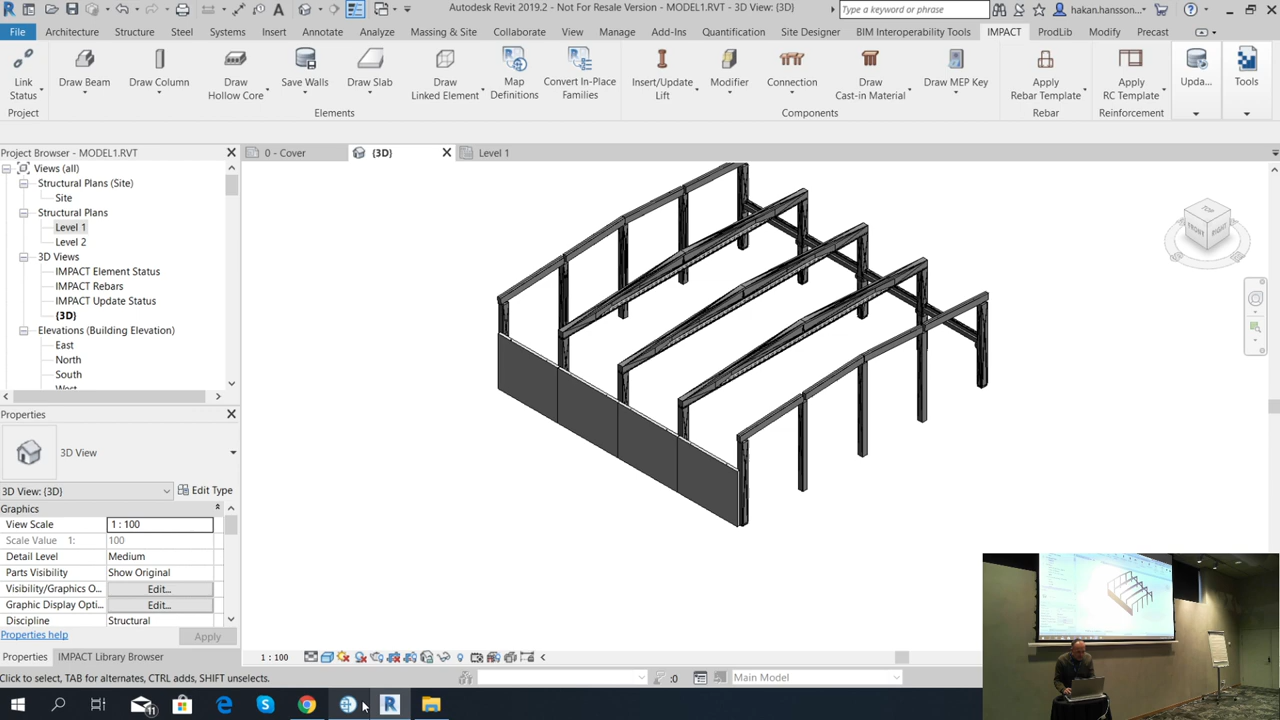 Autodesk Revit 2019.2 - Not For Resale Version - MODEL1.RVT - 3D View: {3D}
Type a keyword or phrase
hakan.hansson...
File Architecture Structure Steel Systems Insert Annotate Analyze Massing & Site Collaborate View Manage Add-Ins Quantification Site Designer BIM Interoperability Tools IMPACT ProdLib Modify Precast
Link Status
Draw Beam
Draw Column
Draw Hollow Core
Save Walls
Draw Slab
Draw Linked Element
Map Definitions
Convert In-Place Families
Insert/Update Lift
Modifier
Connection
Draw Cast-in Material
Draw MEP Key
Apply Rebar Template
Apply RC Template
Upda...
Tools
Project Elements Components Rebar Reinforcement
Project Browser - MODEL1.RVT
0 - Cover
{3D}
Level 1
Views (all)
Structural Plans (Site)
Site
Structural Plans
Level 1
Level 2
3D Views
IMPACT Element Status
IMPACT Rebars
IMPACT Update Status
{3D}
Elevations (Building Elevation)
East
North
South
West
TOP
FRONT
RIGHT
Properties
3D View
3D View: {3D}
Edit Type
Graphics
View Scale 1 : 100
Scale Value 1: 100
Detail Level Medium
Parts Visibility Show Original
Visibility/Graphics O... Edit...
Graphic Display Opti... Edit...
Discipline Structural
Properties help
Apply
Properties IMPACT Library Browser
1 : 100
Click to select, TAB for alternates, CTRL adds, SHIFT unselects.
:0
Main Model
11